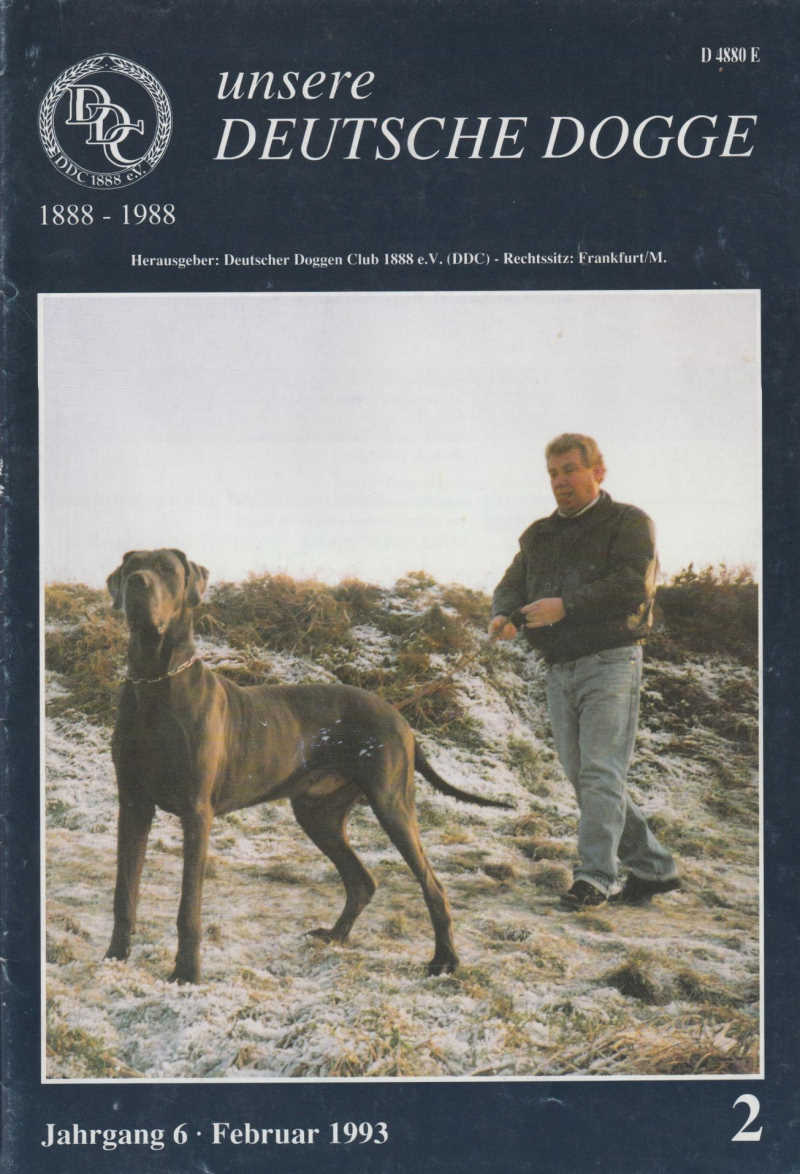 D 4880 E
unsere
DEUTSCHE DOGGE
DDC
DDC 1888 e.V.
1888 - 1988
Herausgeber: Deutscher Doggen Club 1888 e.V. (DDC) - Rechtssitz: Frankfurt/M.
Jahrgang 6 · Februar 1993
2